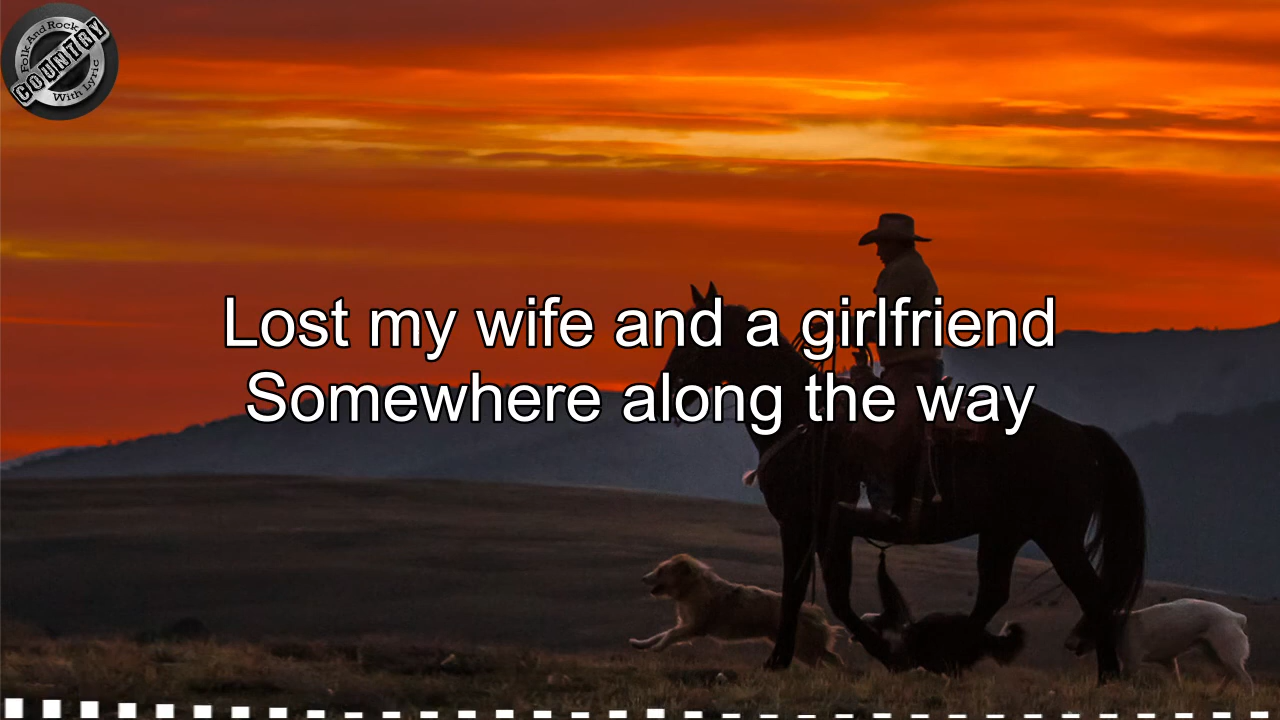 Folk And Rock
COUNTRY
With Lyric
Lost my wife and a girlfriend
Somewhere along the way